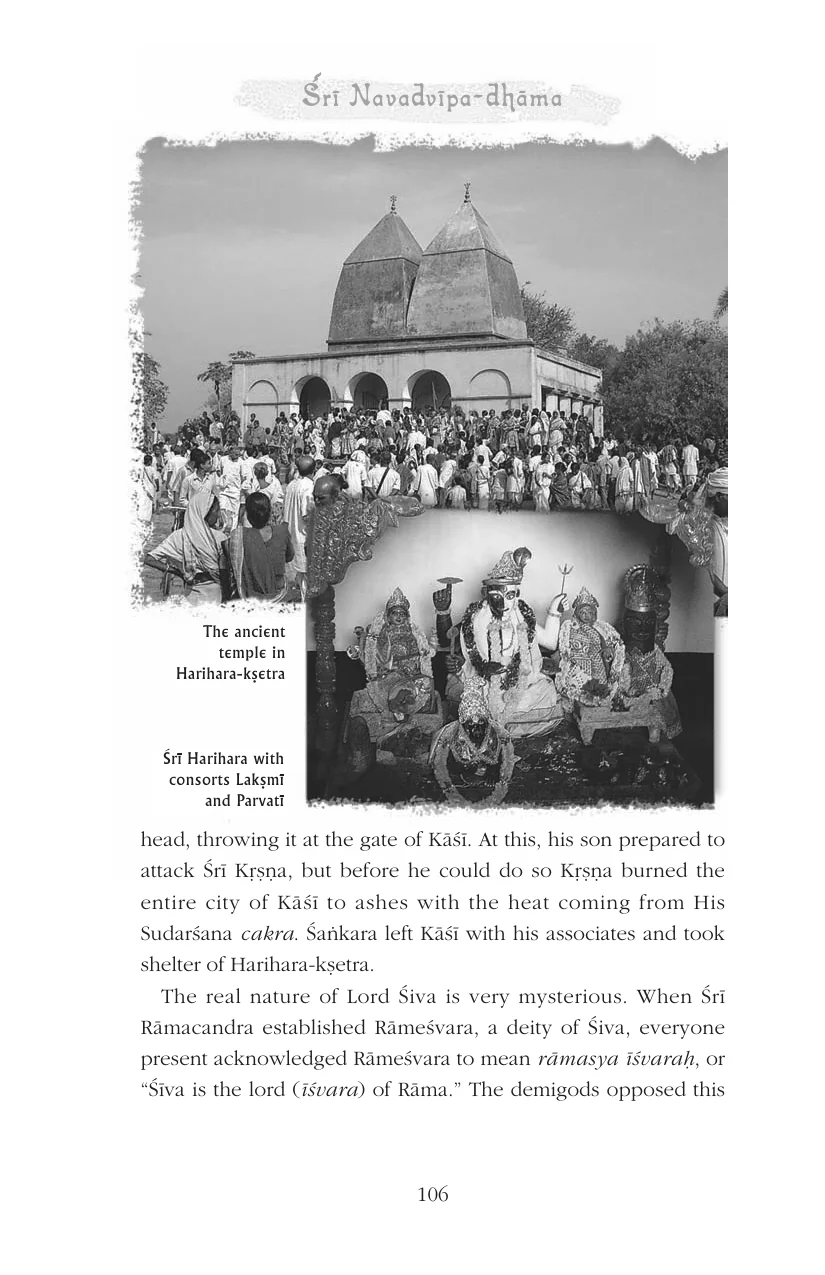 Śrī Navadvīpa-dhāma
The ancient
temple in
Harihara-kṣetra
Śrī Harihara with
consorts Lakṣmī
and Parvatī
head, throwing it at the gate of Kāśī. At this, his son prepared to
attack Śrī Kṛṣṇa, but before he could do so Kṛṣṇa burned the
entire city of Kāśī to ashes with the heat coming from His
Sudarśana cakra. Śaṅkara left Kāśī with his associates and took
shelter of Harihara-kṣetra.
The real nature of Lord Śiva is very mysterious. When Śrī
Rāmacandra established Rāmeśvara, a deity of Śiva, everyone
present acknowledged Rāmeśvara to mean rāmasya īśvaraḥ, or
“Śīva is the lord (īśvara) of Rāma.” The demigods opposed this
106